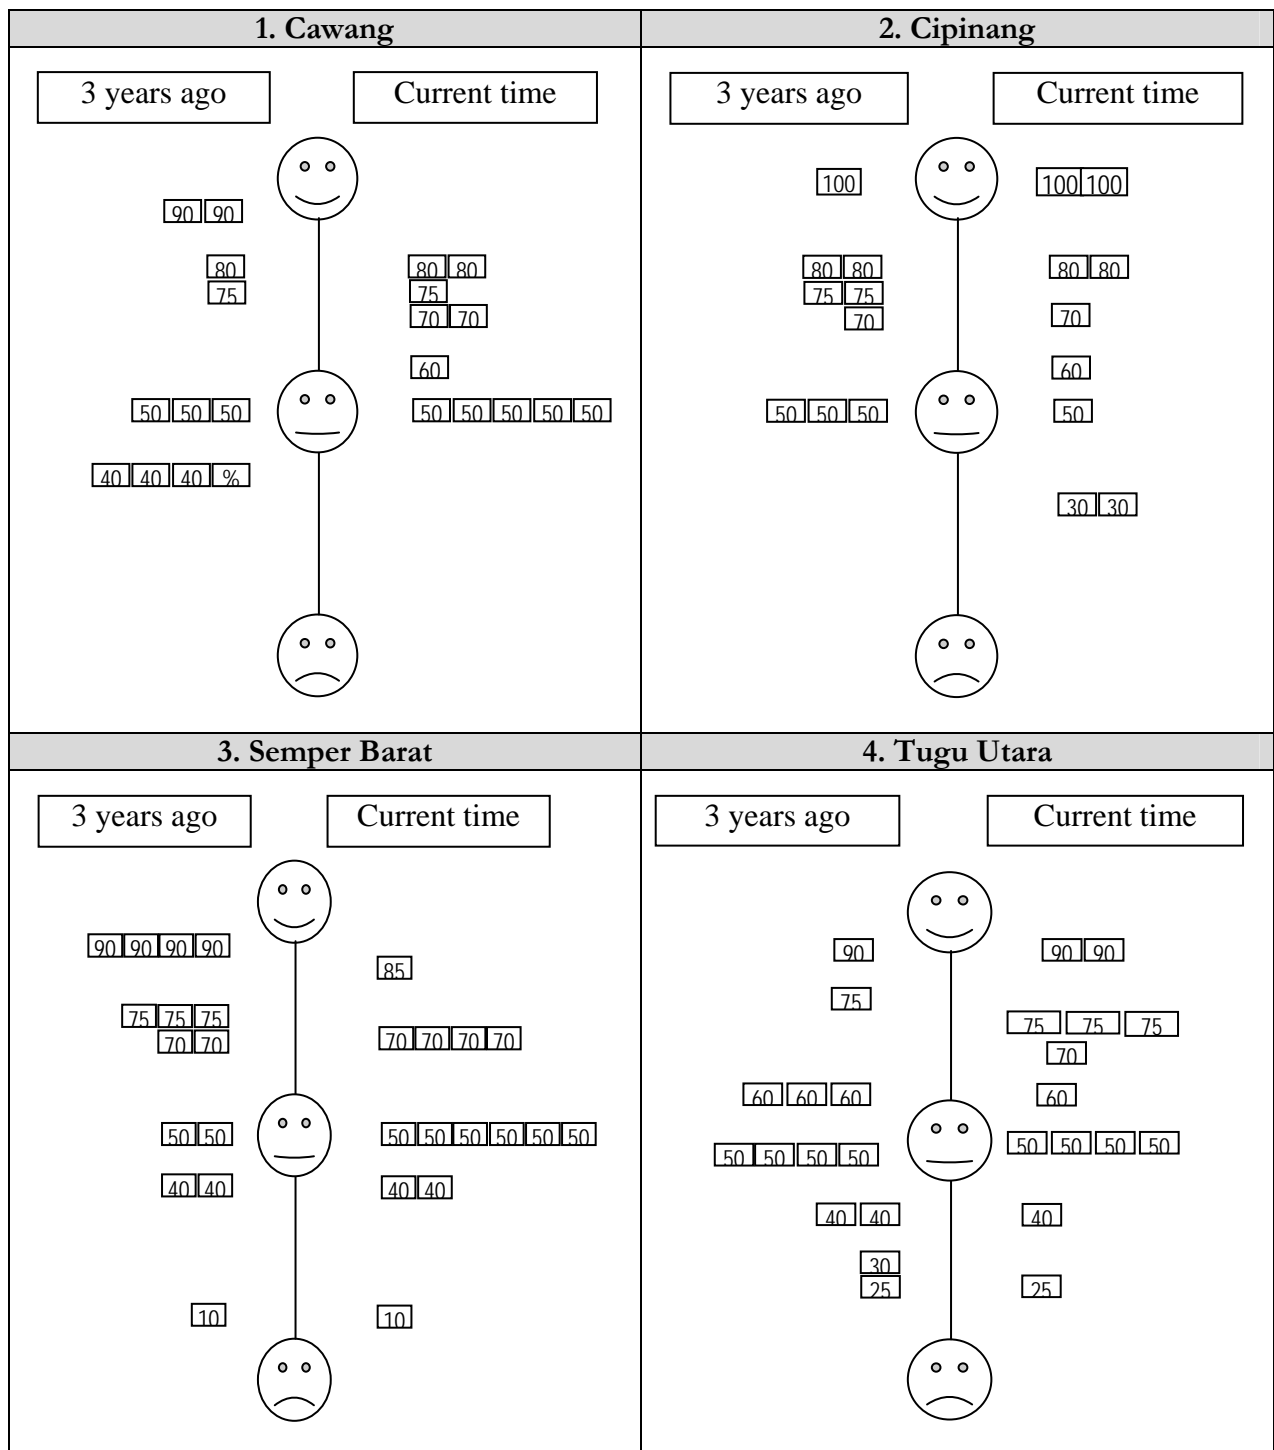 1. Cawang
3 years ago Current time
90 90
80 80 80
75 75
70 70
60
50 50 50 50 50 50 50 50
40 40 40 %
2. Cipinang
3 years ago Current time
100 100 100
80 80 80 80
75 75
70 70
60
50 50 50 50
30 30
3. Semper Barat
3 years ago Current time
90 90 90 90
85
75 75 75
70 70 70 70 70 70
50 50 50 50 50 50 50 50
40 40 40 40
10 10
4. Tugu Utara
3 years ago Current time
90 90 90
75
75 75 75
70
60 60 60 60
50 50 50 50 50 50 50 50
40 40 40
30
25 25